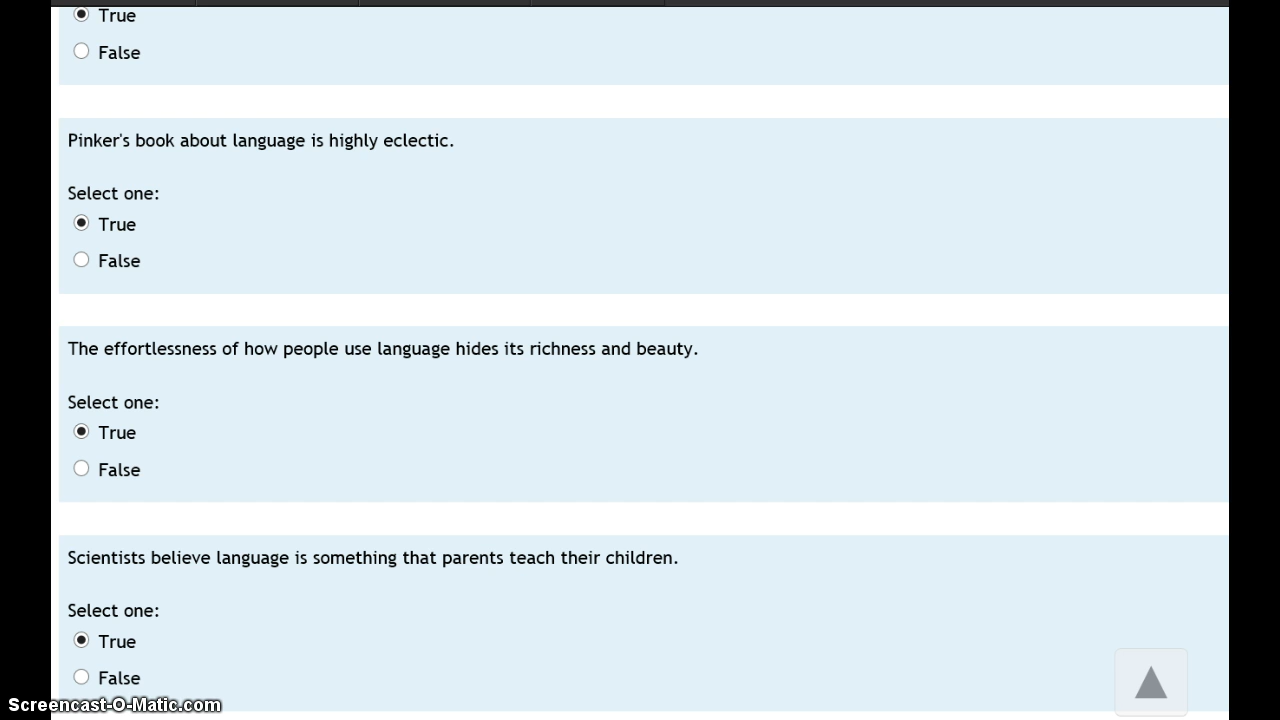 True
False
Pinker's book about language is highly eclectic.
Select one:
True
False
The effortlessness of how people use language hides its richness and beauty.
Select one:
True
False
Scientists believe language is something that parents teach their children.
Select one:
True
False
Screencast-O-Matic.com